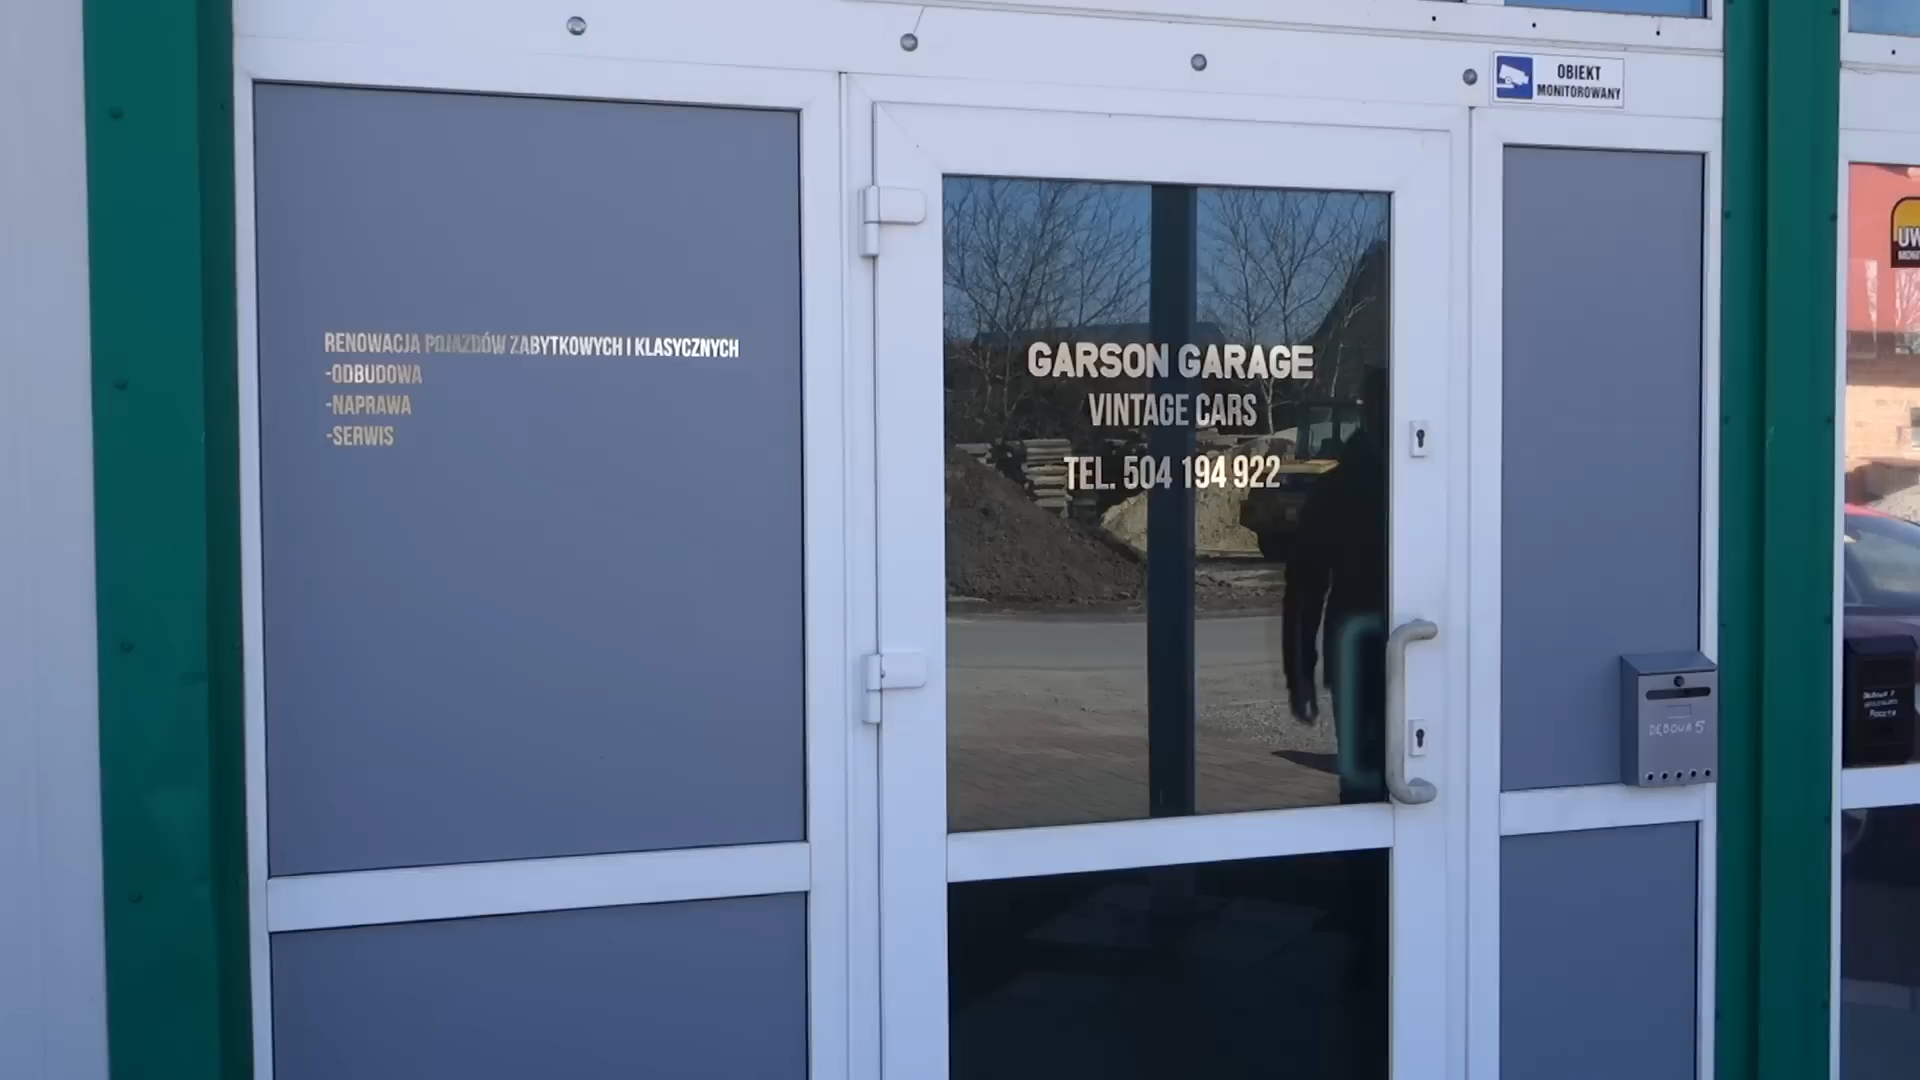 OBIEKT
MONITOROWANY
RENOWACJA POJAZDÓW ZABYTKOWYCH I KLASYCZNYCH
-ODBUDOWA
-NAPRAWA
-SERWIS
GARSON GARAGE
VINTAGE CARS
TEL. 504 194 922
DĘBOWA 5